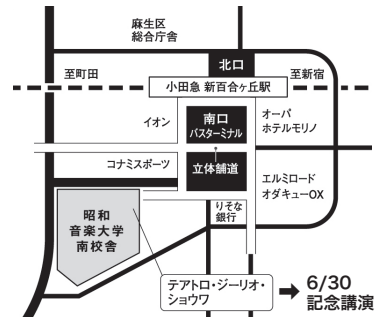 麻生区
総合庁舎
北口
至町田
至新宿
小田急 新百合ヶ丘駅
イオン
南口
バスターミナル
オーパ
ホテルモリノ
コナミスポーツ
立体舗道
エルミロード
オダキューOX
昭和
音楽大学
南校舎
りそな
銀行
テアトロ・ジーリオ・
ショウワ
6/30
記念講演